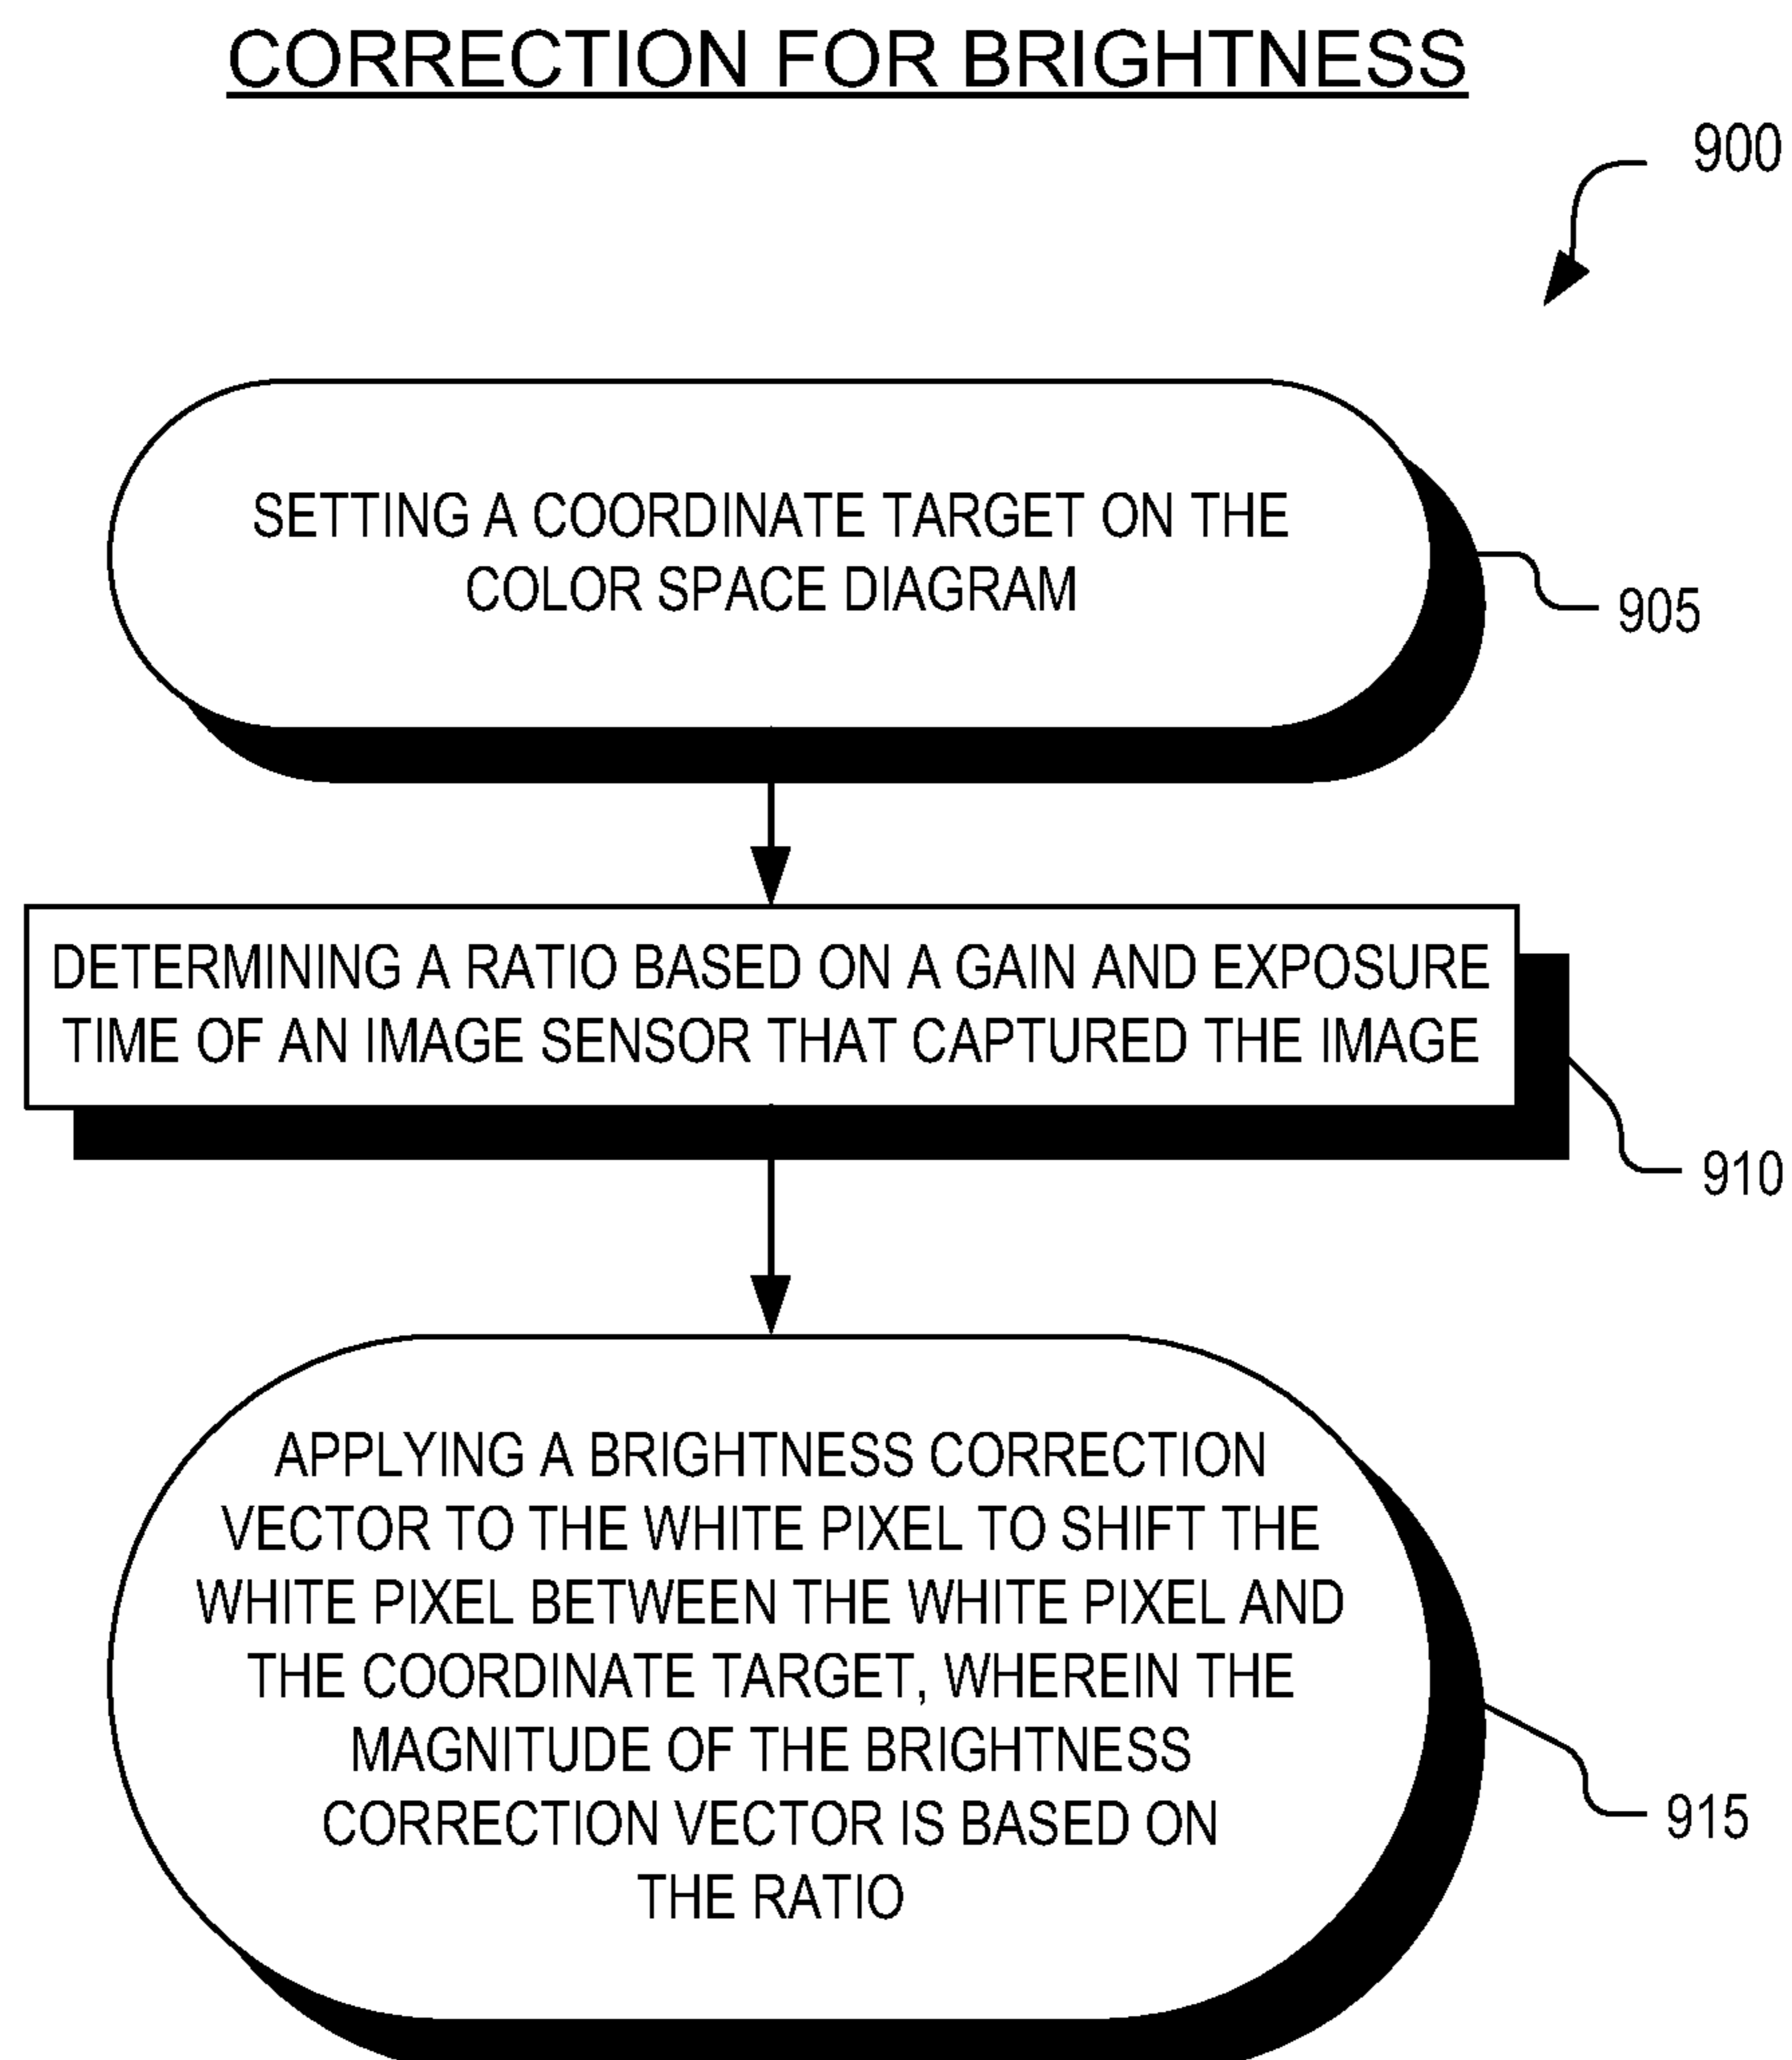 CORRECTION FOR BRIGHTNESS
900
SETTING A COORDINATE TARGET ON THE
COLOR SPACE DIAGRAM
905
DETERMINING A RATIO BASED ON A GAIN AND EXPOSURE
TIME OF AN IMAGE SENSOR THAT CAPTURED THE IMAGE
910
APPLYING A BRIGHTNESS CORRECTION
VECTOR TO THE WHITE PIXEL TO SHIFT THE
WHITE PIXEL BETWEEN THE WHITE PIXEL AND
THE COORDINATE TARGET, WHEREIN THE
MAGNITUDE OF THE BRIGHTNESS
CORRECTION VECTOR IS BASED ON
THE RATIO
915